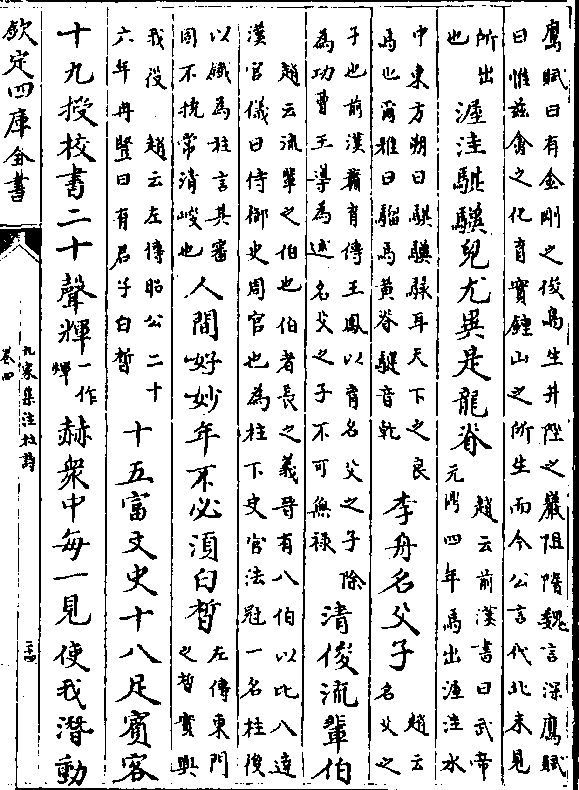 鷹賦曰有金剛之俊鳥生井陘之巖阻隋魏言深鷹賦
曰惟茲禽之化育實鍾山之所生而今公言代北未見
所出
也
渥洼騏驥兒尤異是龍脊
趙云前漢書曰武帝
元鼎四年馬出渥洼水
中東方朔曰騏驥騄耳天下之良
馬也爾雅曰騮馬黃脊騽音乾
李舟名父子
趙云
名父之
子也前漢蕭育傳王鳳以育名父之子除
為功曹王導為述名父之子不可無祿
清俊流輩伯
趙云流輩之伯也伯者長之義晉有八伯以比八達
漢官儀曰侍御史周官也為柱下史官法冠一名柱後
以鐵為柱言其審
固不撓常清峻也
人間好妙年不必須白皙
左傳東門
之皙實興
我役 趙云左傳昭公二十
六年冉豎曰有君子白皙
十五富文史十八足賓客
十九授校書二十聲輝
一作
煇
赫衆中每一見使我潛動
欽定四庫全書
九家集注杜詩
卷四
二十四